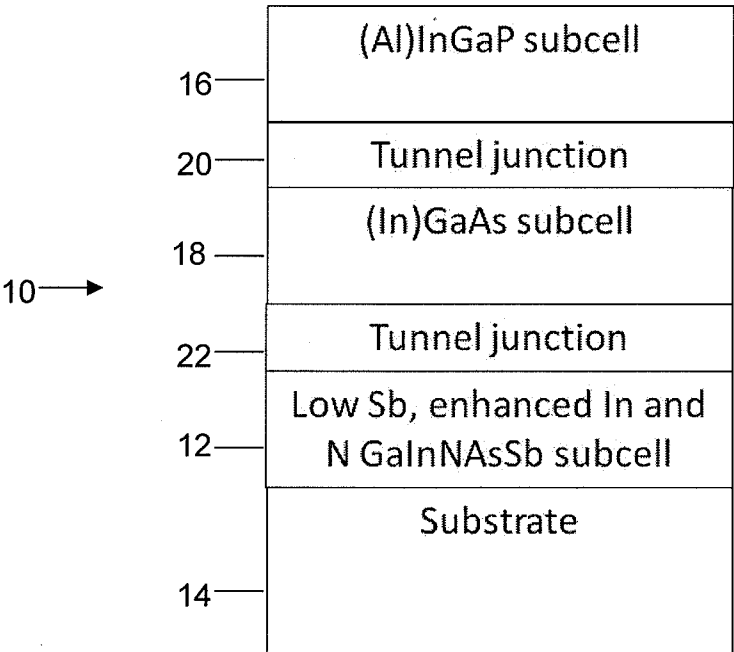 (Al)InGaP subcell
16
20
Tunnel junction
(In)GaAs subcell
18
10
Tunnel junction
22
Low Sb, enhanced In and
12
N GaInNAsSb subcell
Substrate
14